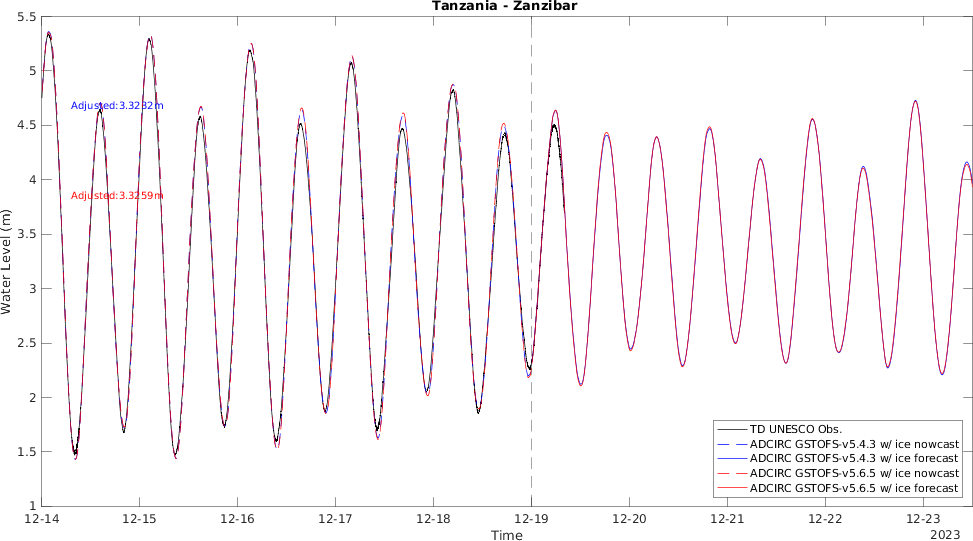 Tanzania - Zanzibar
5.5
5
4.5
4
3.5
3
2.5
2
1.5
1
Water Level (m)
Adjusted:3.3232m
Adjusted:3.3259m
TD UNESCO Obs.
ADCIRC GSTOFS-v5.4.3 w/ ice nowcast
ADCIRC GSTOFS-v5.4.3 w/ ice forecast
ADCIRC GSTOFS-v5.6.5 w/ ice nowcast
ADCIRC GSTOFS-v5.6.5 w/ ice forecast
12-14 12-15 12-16 12-17 12-18 12-19 12-20 12-21 12-22 12-23
Time
2023